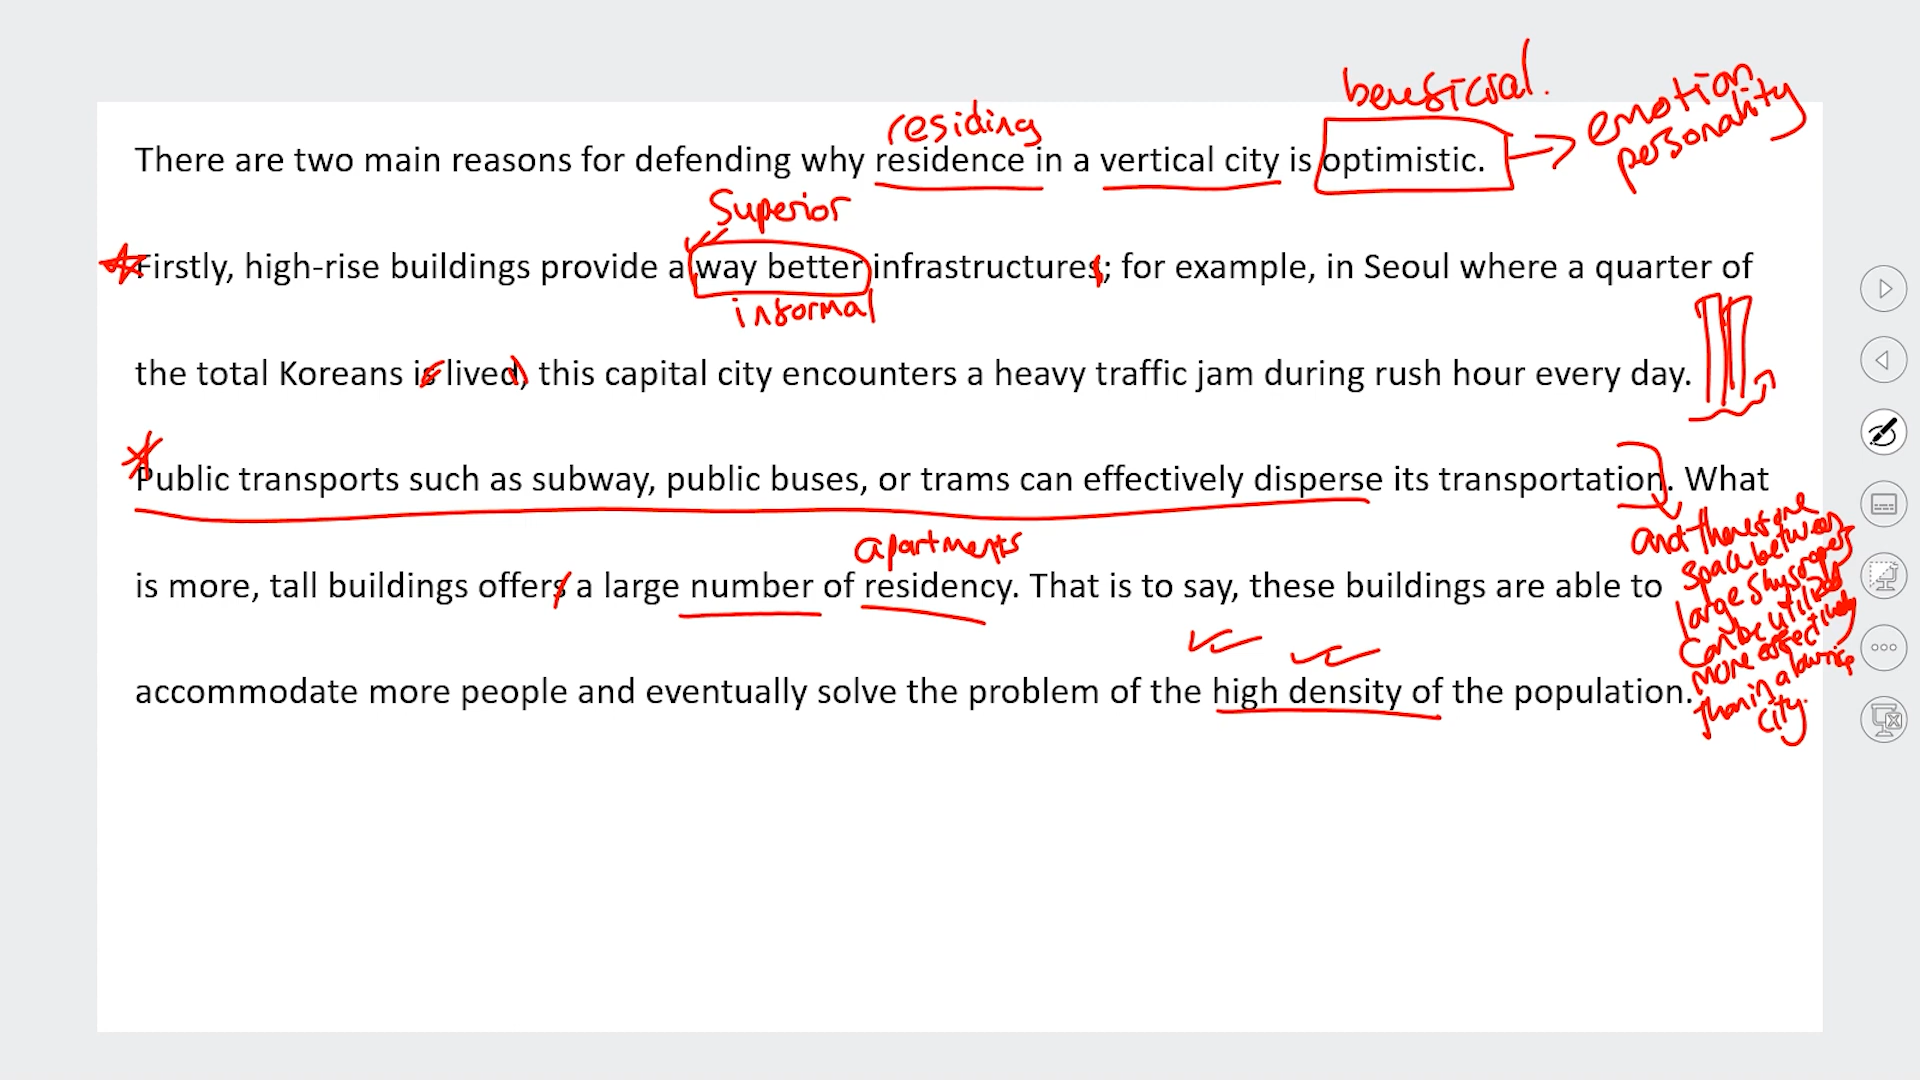 beneficial.
emotion
personality
residing
There are two main reasons for defending why residence in a vertical city is optimistic.
Superior
Firstly, high-rise buildings provide a way better infrastructures; for example, in Seoul where a quarter of
informal
the total Koreans is lived, this capital city encounters a heavy traffic jam during rush hour every day.
Public transports such as subway, public buses, or trams can effectively disperse its transportation. What
apartments
is more, tall buildings offers a large number of residency. That is to say, these buildings are able to
accommodate more people and eventually solve the problem of the high density of the population.
and therefore
space between
large skyscrapers
can be utilized
more effectively
than in a low rise
city.